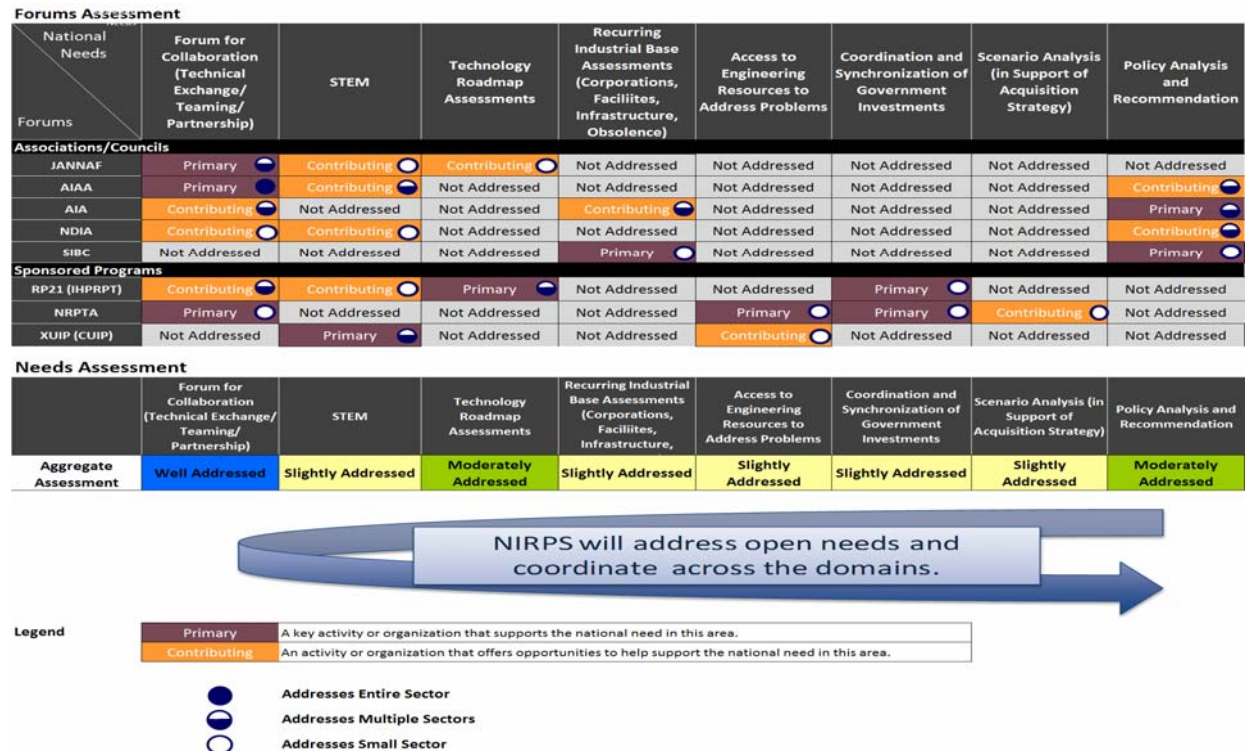 Forums Assessment
National Needs
Forums
Forum for Collaboration (Technical Exchange/ Teaming/ Partnership)
STEM
Technology Roadmap Assessments
Recurring Industrial Base Assessments (Corporations, Faciliites, Infrastructure, Obsolence)
Access to Engineering Resources to Address Problems
Coordination and Synchronization of Government Investments
Scenario Analysis (in Support of Acquisition Strategy)
Policy Analysis and Recommendation
Associations/Councils
JANNAF Primary Contributing Contributing Not Addressed Not Addressed Not Addressed Not Addressed Not Addressed
AIAA Primary Contributing Not Addressed Not Addressed Not Addressed Not Addressed Not Addressed Contributing
AIA Contributing Not Addressed Not Addressed Contributing Not Addressed Not Addressed Not Addressed Primary
NDIA Contributing Contributing Not Addressed Not Addressed Not Addressed Not Addressed Not Addressed Contributing
SIBC Not Addressed Not Addressed Not Addressed Primary Not Addressed Not Addressed Not Addressed Primary
Sponsored Programs
RP21 (IHPRPT) Contributing Contributing Primary Not Addressed Not Addressed Primary Not Addressed Not Addressed
NRPTA Primary Not Addressed Not Addressed Not Addressed Primary Primary Contributing Not Addressed
XUIP (CUIP) Not Addressed Primary Not Addressed Not Addressed Contributing Not Addressed Not Addressed Not Addressed
Needs Assessment
Forum for Collaboration (Technical Exchange/ Teaming/ Partnership)
STEM
Technology Roadmap Assessments
Recurring Industrial Base Assessments (Corporations, Faciliites, Infrastructure,
Access to Engineering Resources to Address Problems
Coordination and Synchronization of Government Investments
Scenario Analysis (in Support of Acquisition Strategy)
Policy Analysis and Recommendation
Aggregate Assessment Well Addressed Slightly Addressed Moderately Addressed Slightly Addressed Slightly Addressed Slightly Addressed Slightly Addressed Moderately Addressed
NIRPS will address open needs and
coordinate across the domains.
Legend
Primary A key activity or organization that supports the national need in this area.
Contributing An activity or organization that offers opportunities to help support the national need in this area.
Addresses Entire Sector
Addresses Multiple Sectors
Addresses Small Sector